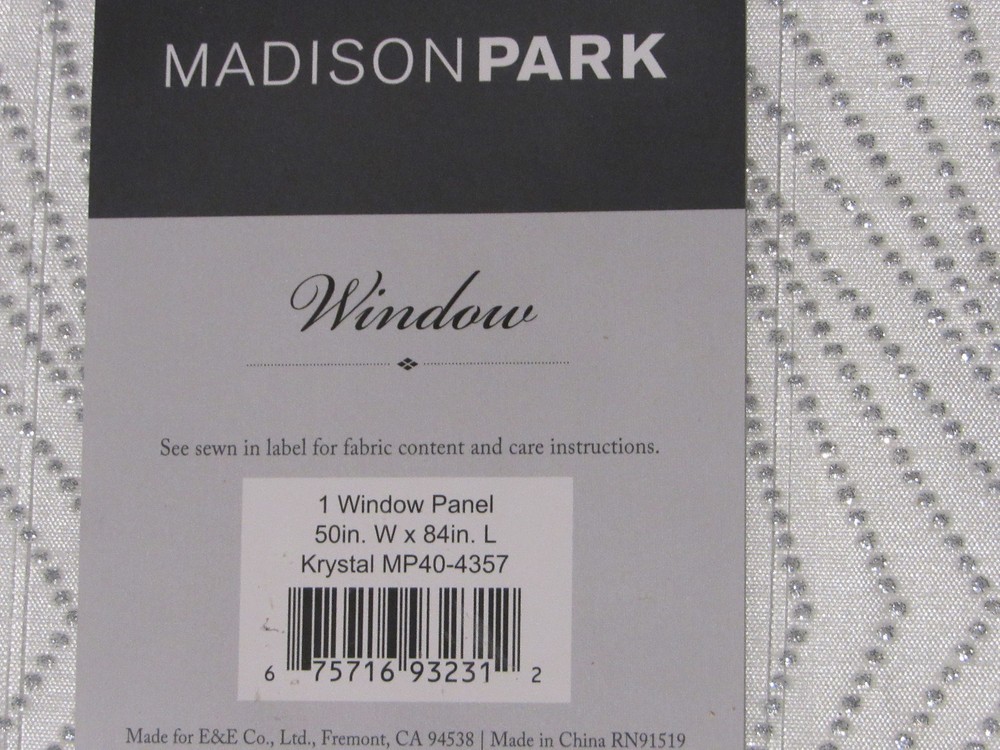 MADISONPARK
Window
See sewn in label for fabric content and care instructions.
1 Window Panel
50in. W x 84in. L
Krystal MP40-4357
6 75716 93231 2
Made for E&E Co., Ltd., Fremont, CA 94538 | Made in China RN91519